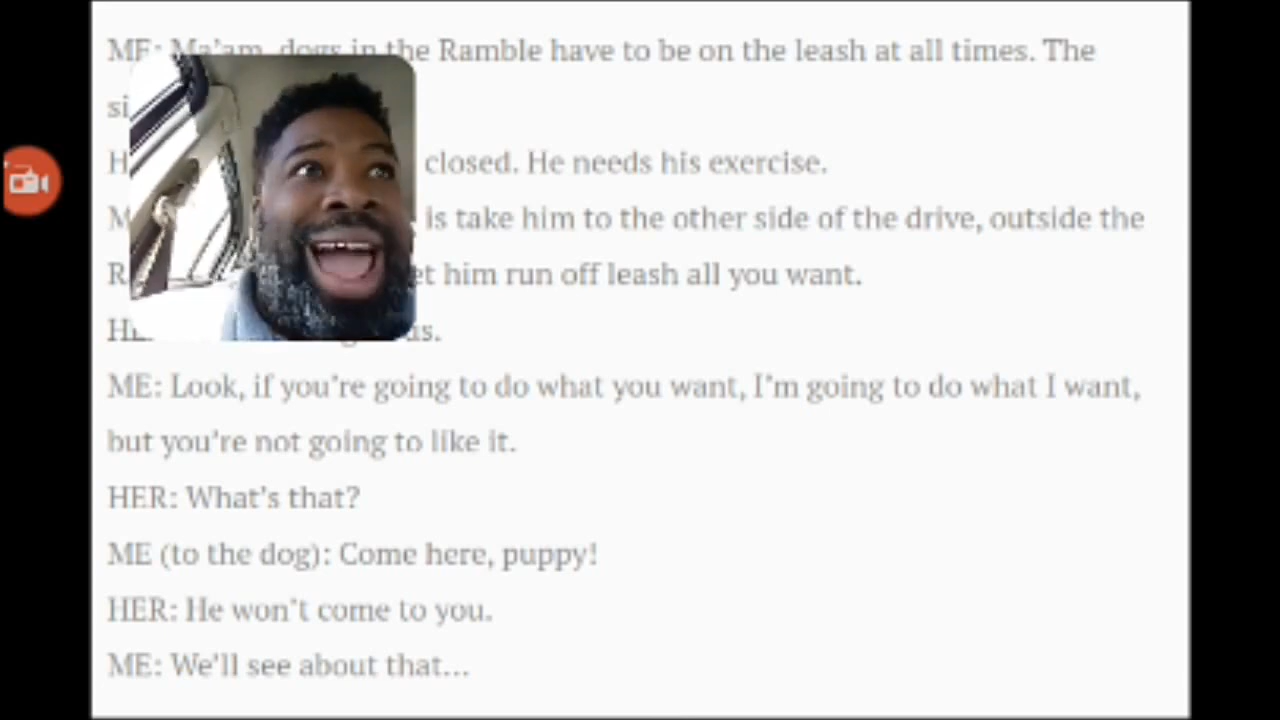 ME: Ma'am, dogs in the Ramble have to be on the leash at all times. The
closed. He needs his exercise.
is take him to the other side of the drive, outside the
him run off leash all you want.
ME: Look, if you're going to do what you want, I'm going to do what I want,
but you're not going to like it.
HER: What's that?
ME (to the dog): Come here, puppy!
HER: He won't come to you.
ME: We'll see about that...